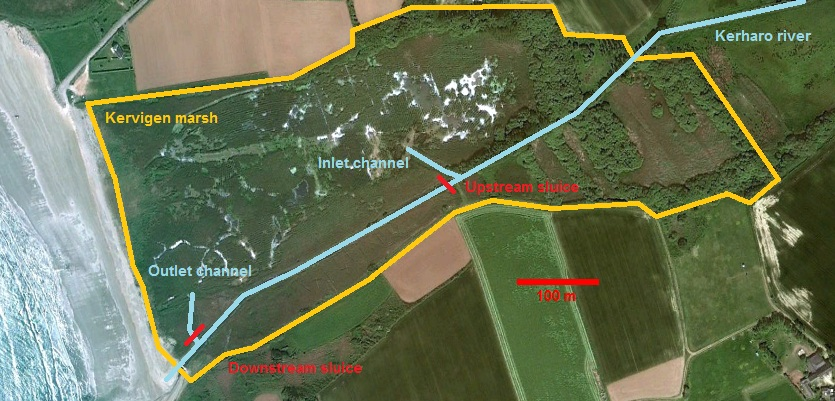 Kerharo river
Kervigen marsh
Inlet channel
Upstream sluice
Outlet channel
100 m
Downstream sluice